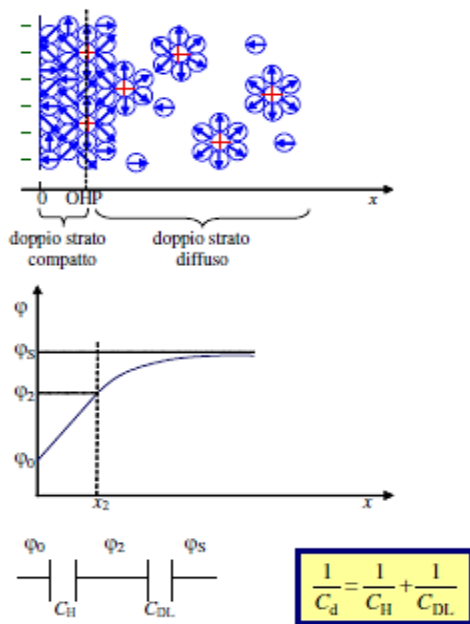 0 OHP x
doppio strato compatto
doppio strato diffuso
φ
φS
φ2
φ0
x2 x
φ0 φ2 φS
CH CDL
1/Cd = 1/CH + 1/CDL